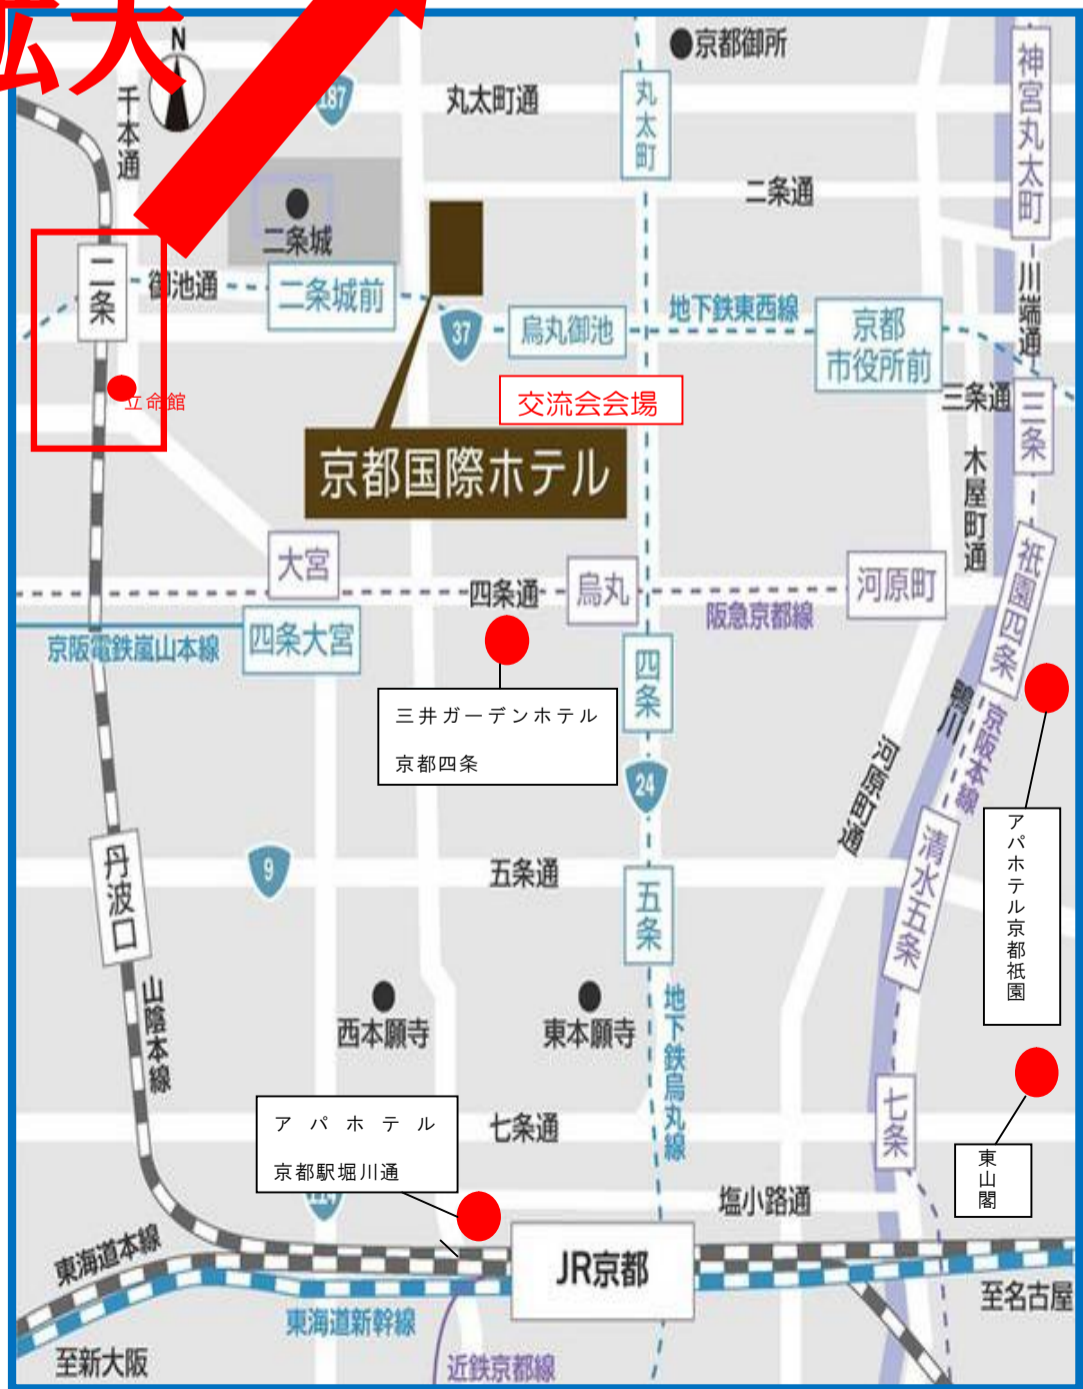 拡大
N
京都御所
千本通
187
丸太町通
丸太町
神宮丸太町
二条通
二条城
二条
御池通
二条城前
37
烏丸御池
地下鉄東西線
京都
市役所前
川端通
立命館
交流会会場
三条通
三条
京都国際ホテル
木屋町通
大宮
四条通
烏丸
河原町
阪急京都線
祇園四条
京阪電鉄嵐山本線
四条大宮
四条
三井ガーデンホテル
京都四条
鴨川
京阪本線
河原町通
24
アパホテル京都祇園
丹波口
9
五条通
五条
清水五条
山陰本線
西本願寺
東本願寺
地下鉄烏丸線
アパホテル
京都駅堀川通
七条通
七条
東山閣
塩小路通
東海道本線
JR京都
至名古屋
東海道新幹線
至新大阪
近鉄京都線